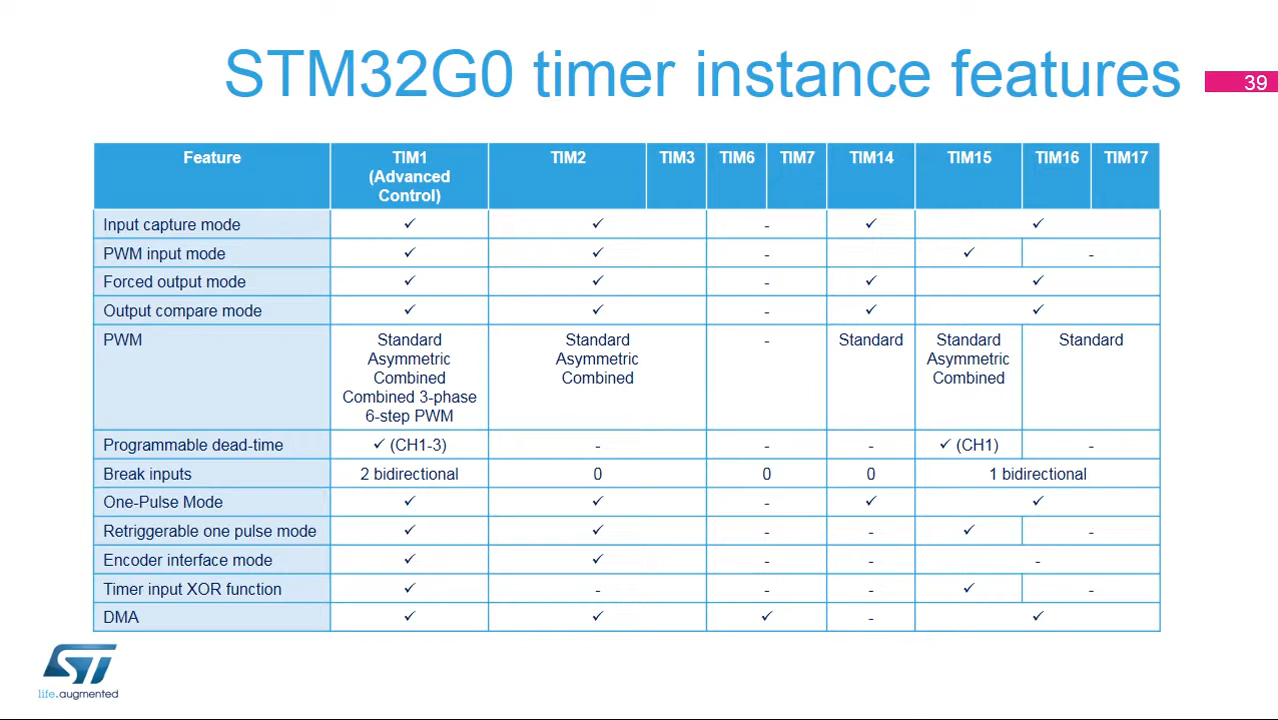 STM32G0 timer instance features
39
Feature TIM1 (Advanced Control) TIM2 TIM3 TIM6 TIM7 TIM14 TIM15 TIM16 TIM17
Input capture mode ✓ ✓ - ✓ ✓
PWM input mode ✓ ✓ - ✓ -
Forced output mode ✓ ✓ - ✓ ✓
Output compare mode ✓ ✓ - ✓ ✓
PWM Standard Standard - Standard Standard Standard
Asymmetric Asymmetric Asymmetric
Combined Combined Combined
Combined 3-phase
6-step PWM
Programmable dead-time ✓ (CH1-3) - - - ✓ (CH1) -
Break inputs 2 bidirectional 0 0 0 1 bidirectional
One-Pulse Mode ✓ ✓ - ✓ ✓
Retriggerable one pulse mode ✓ ✓ - - ✓ -
Encoder interface mode ✓ ✓ - - -
Timer input XOR function ✓ - - - ✓ -
DMA ✓ ✓ ✓ - ✓
ST
life.augmented